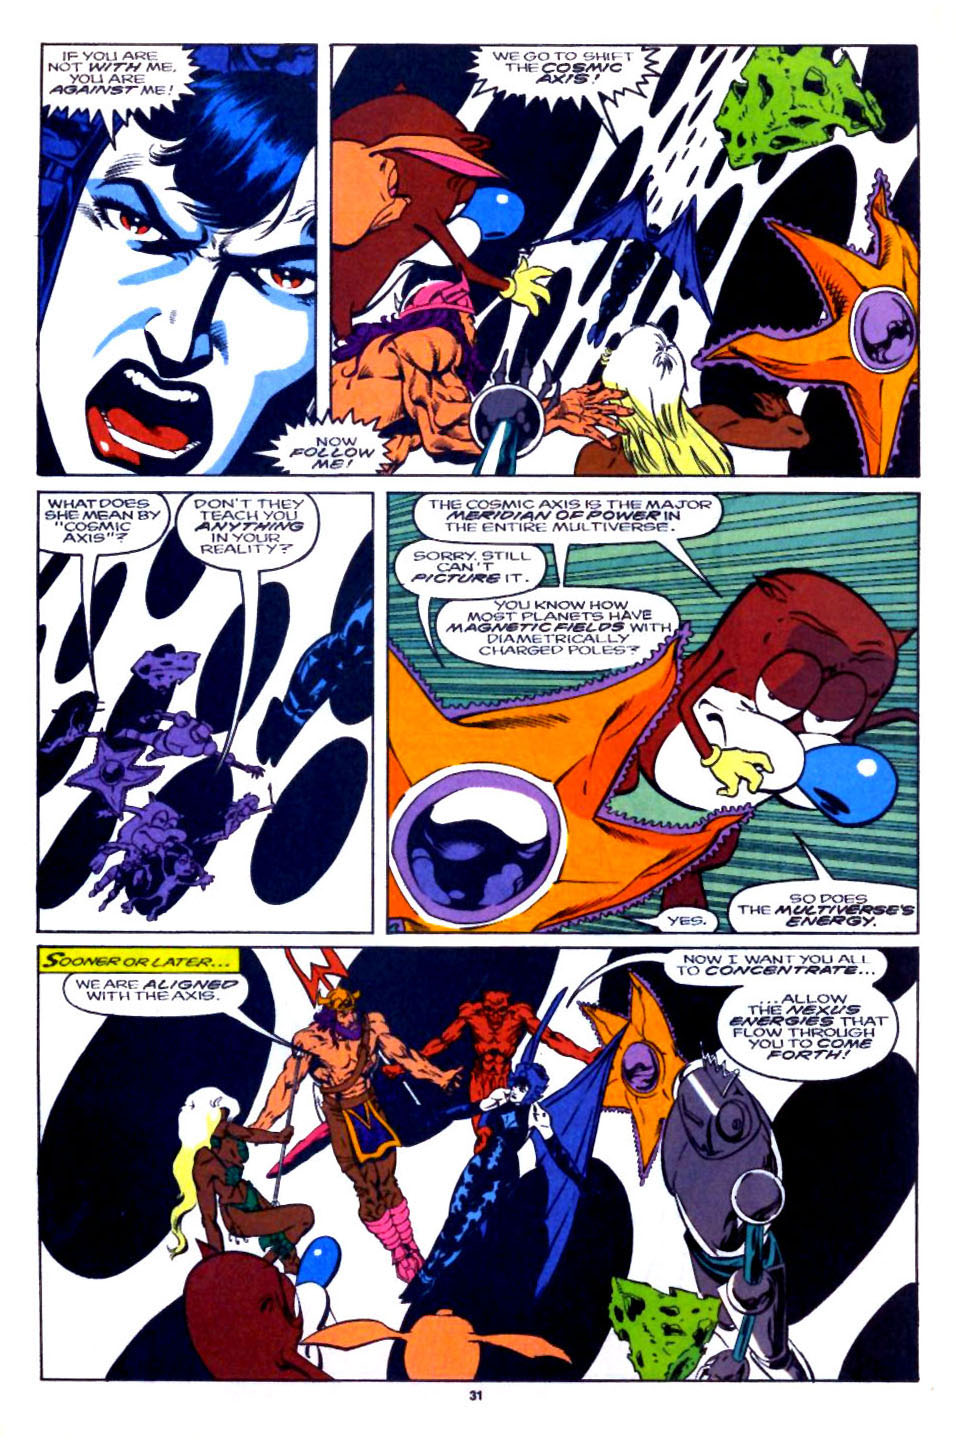 IF YOU ARE
NOT WITH ME,
YOU ARE
AGAINST ME!
NOW
FOLLOW
ME!
WE GO TO SHIFT
THE COSMIC
AXIS!
WHAT DOES
SHE MEAN BY
"COSMIC
AXIS"?
DON'T THEY
TEACH YOU
ANYTHING
IN YOUR
REALITY?
THE COSMIC AXIS IS THE MAJOR
MERIDIAN OF POWER IN
THE ENTIRE MULTIVERSE.
SORRY. STILL
CAN'T
PICTURE IT.
YOU KNOW HOW
MOST PLANETS HAVE
MAGNETIC FIELDS WITH
DIAMETRICALLY
CHARGED POLES?
YES.
SO DOES
THE MULTIVERSE'S
ENERGY.
SOONER OR LATER...
WE ARE ALIGNED
WITH THE AXIS.
NOW I WANT YOU ALL
TO CONCENTRATE...
...ALLOW
THE NEXUS
ENERGIES THAT
FLOW THROUGH
YOU TO COME
FORTH!
31